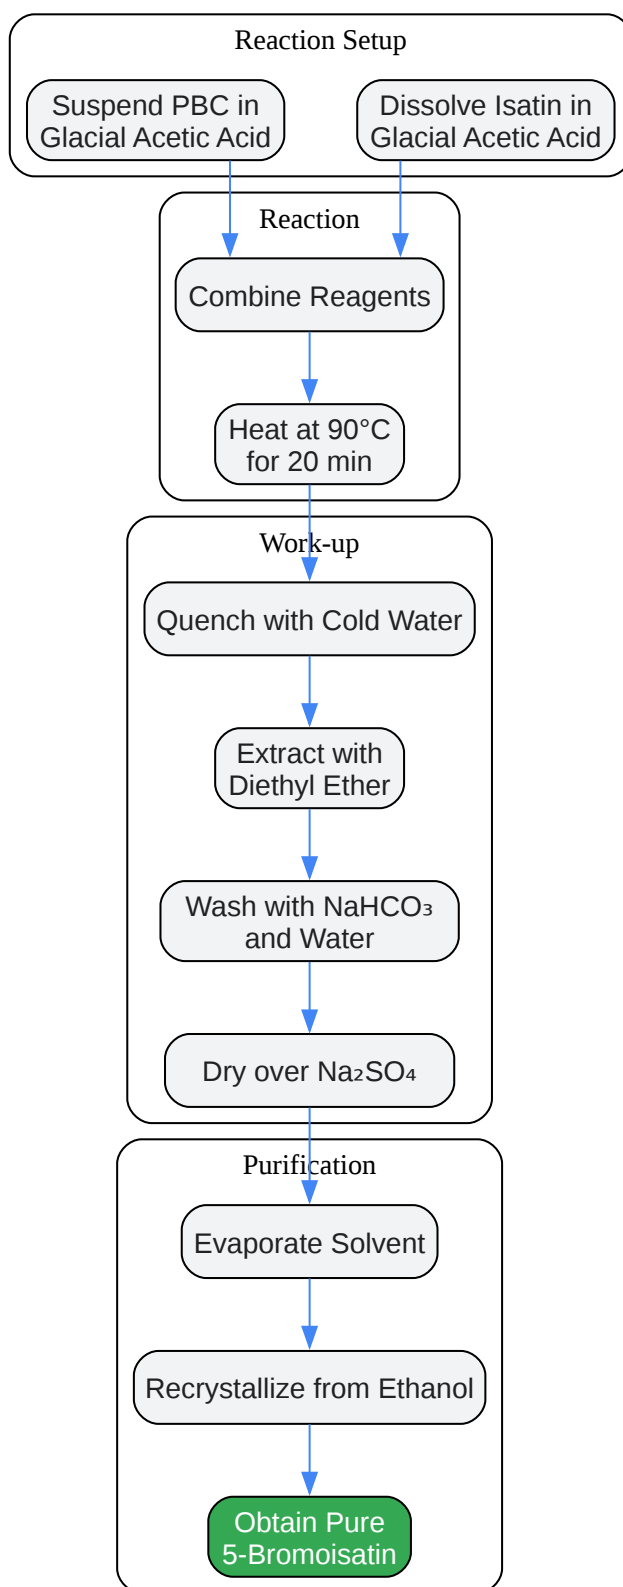 Reaction Setup
Suspend PBC in
Glacial Acetic Acid
Dissolve Isatin in
Glacial Acetic Acid
Reaction
Combine Reagents
Heat at 90°C
for 20 min
Work-up
Quench with Cold Water
Extract with
Diethyl Ether
Wash with NaHCO₃
and Water
Dry over Na₂SO₄
Purification
Evaporate Solvent
Recrystallize from Ethanol
Obtain Pure
5-Bromoisatin